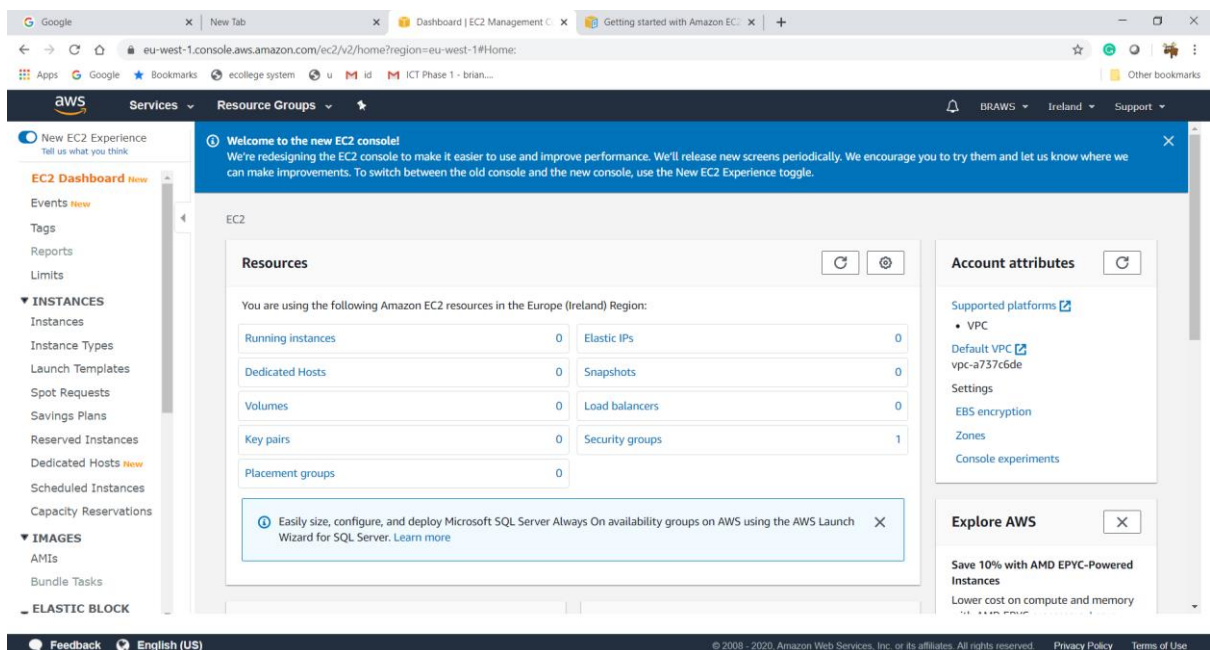 Google
New Tab
Dashboard | EC2 Management C
Getting started with Amazon EC2
eu-west-1.console.aws.amazon.com/ec2/v2/home?region=eu-west-1#Home:
Apps Google Bookmarks ecollege system u id ICT Phase 1 - brian.... Other bookmarks
aws Services Resource Groups BRAWS Ireland Support
New EC2 Experience
Tell us what you think
EC2 Dashboard New
Events New
Tags
Reports
Limits
INSTANCES
Instances
Instance Types
Launch Templates
Spot Requests
Savings Plans
Reserved Instances
Dedicated Hosts New
Scheduled Instances
Capacity Reservations
IMAGES
AMIs
Bundle Tasks
ELASTIC BLOCK
Welcome to the new EC2 console!
We're redesigning the EC2 console to make it easier to use and improve performance. We'll release new screens periodically. We encourage you to try them and let us know where we
can make improvements. To switch between the old console and the new console, use the New EC2 Experience toggle.
EC2
Resources
You are using the following Amazon EC2 resources in the Europe (Ireland) Region:
Running instances 0 Elastic IPs 0
Dedicated Hosts 0 Snapshots 0
Volumes 0 Load balancers 0
Key pairs 0 Security groups 1
Placement groups 0
Easily size, configure, and deploy Microsoft SQL Server Always On availability groups on AWS using the AWS Launch
Wizard for SQL Server. Learn more
Account attributes
Supported platforms
• VPC
Default VPC
vpc-a737c6de
Settings
EBS encryption
Zones
Console experiments
Explore AWS
Save 10% with AMD EPYC-Powered
Instances
Lower cost on compute and memory
Feedback English (US) © 2008 - 2020, Amazon Web Services, Inc. or its affiliates. All rights reserved. Privacy Policy Terms of Use